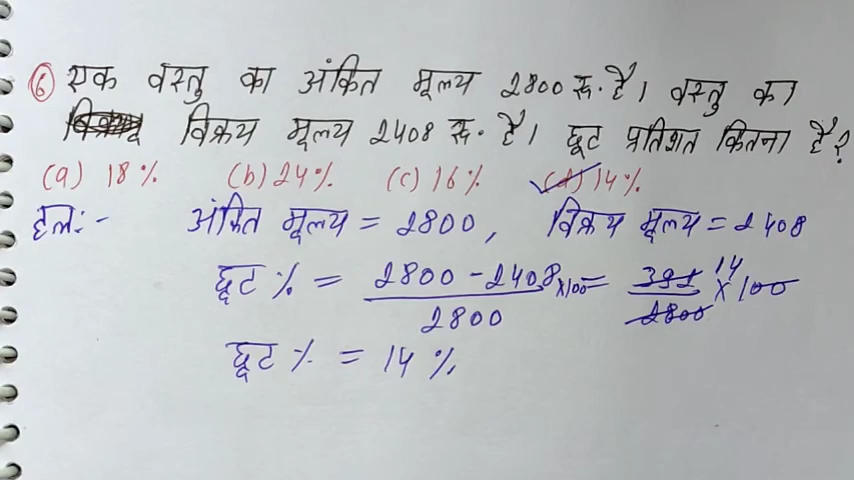 ⑥ एक वस्तु का अंकित मूल्य 2800 रू. है। वस्तु का
विक्रय मूल्य 2408 रू. है। छूट प्रतिशत कितना है?
(a) 18% (b) 24% (c) 16% (d) 14%
हल:- अंकित मूल्य = 2800, विक्रय मूल्य = 2408
छूट % = 2800 - 2408 / 2800 × 100 = 392 / 2800 × 100 14
छूट % = 14 %